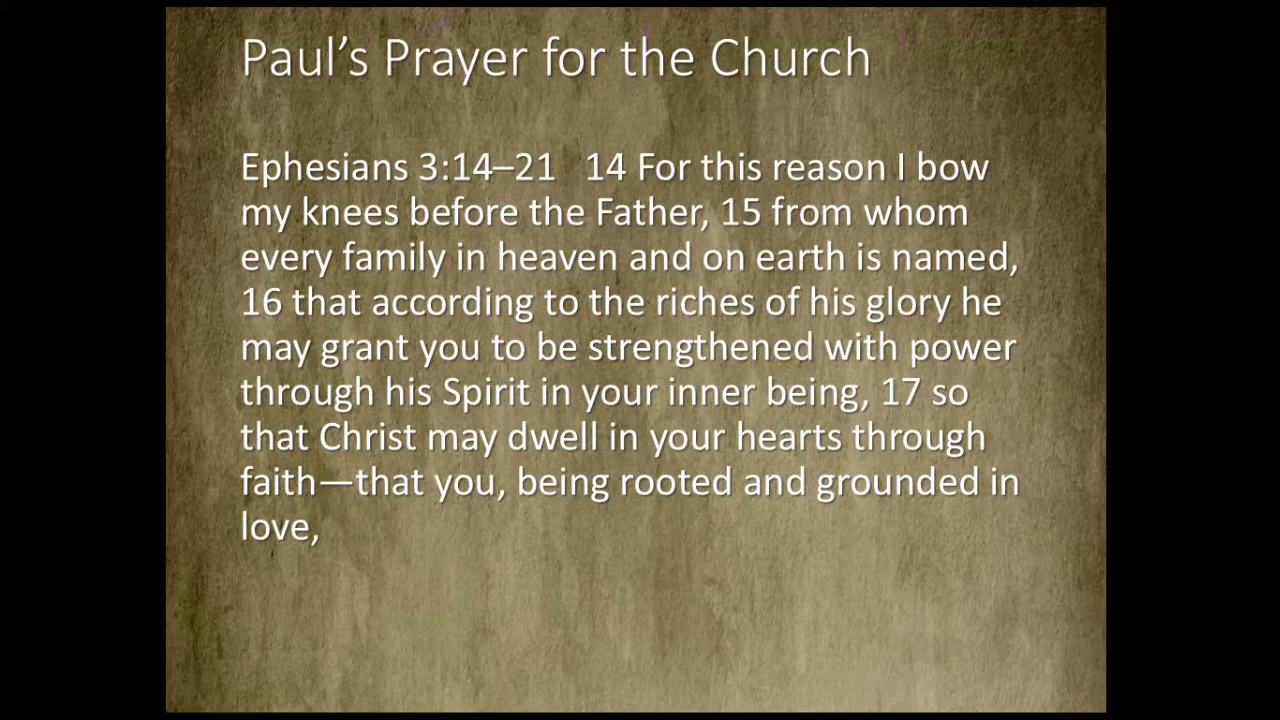 Paul’s Prayer for the Church
Ephesians 3:14–21   14 For this reason I bow
my knees before the Father, 15 from whom
every family in heaven and on earth is named,
16 that according to the riches of his glory he
may grant you to be strengthened with power
through his Spirit in your inner being, 17 so
that Christ may dwell in your hearts through
faith—that you, being rooted and grounded in
love,